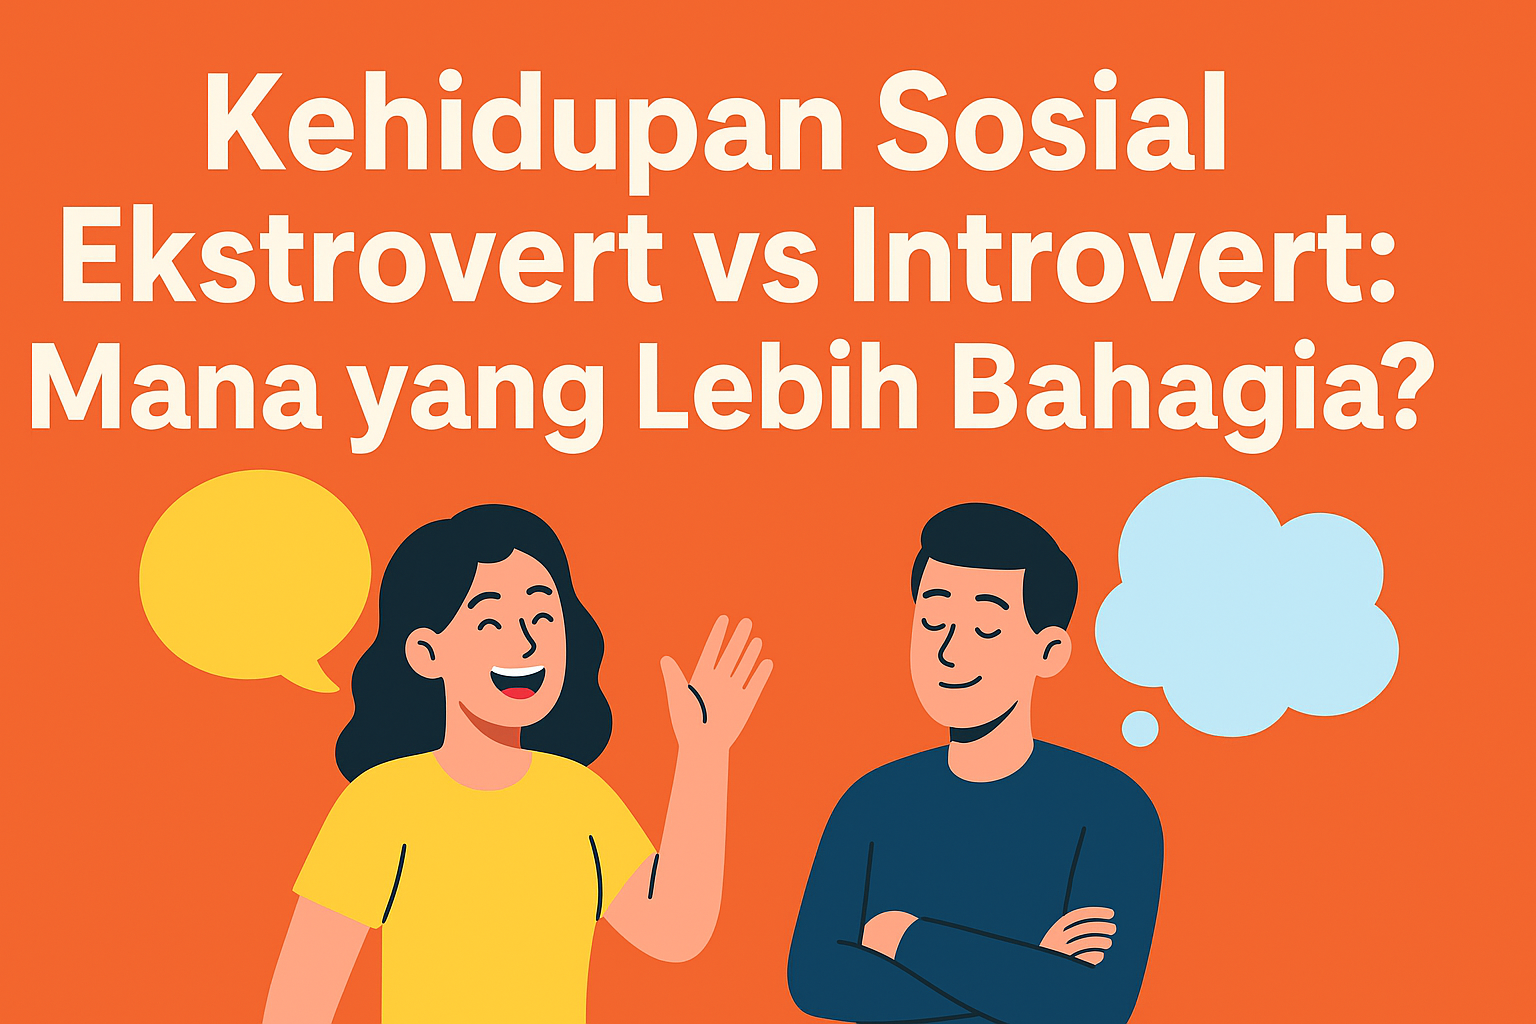 Kehidupan Sosial
Ekstrovert vs Introvert:
Mana yang Lebih Bahagia?